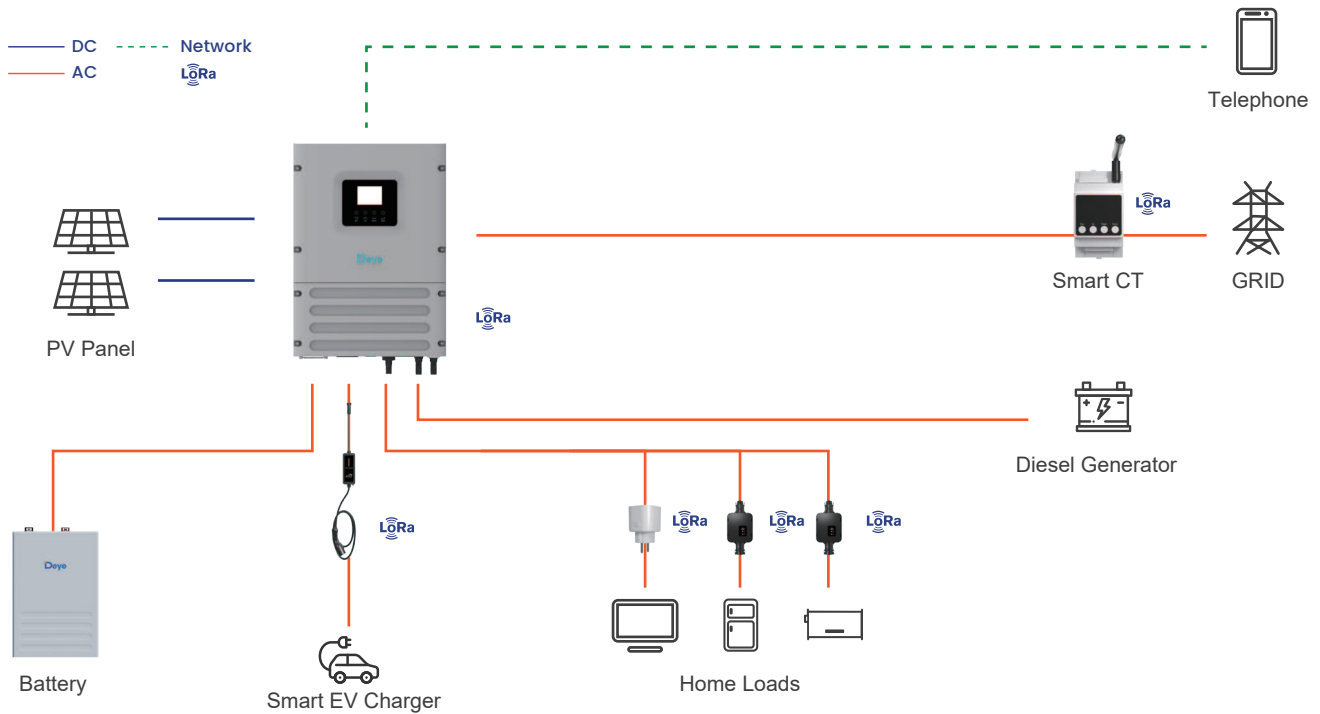 DC
Network
AC
LoRa
Telephone
LoRa
Deye
Smart CT
GRID
LoRa
PV Panel
Diesel Generator
LoRa
LoRa
LoRa
LoRa
Deye
Battery
Smart EV Charger
Home Loads